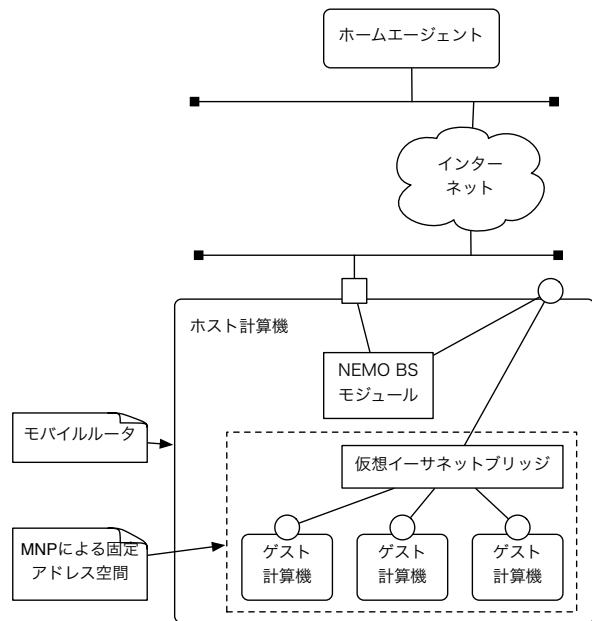 ホームエージェント
インター
ネット
ホスト計算機
NEMO BS
モジュール
モバイルルータ
仮想イーサネットブリッジ
MNPによる固定
アドレス空間
ゲスト
計算機
ゲスト
計算機
ゲスト
計算機